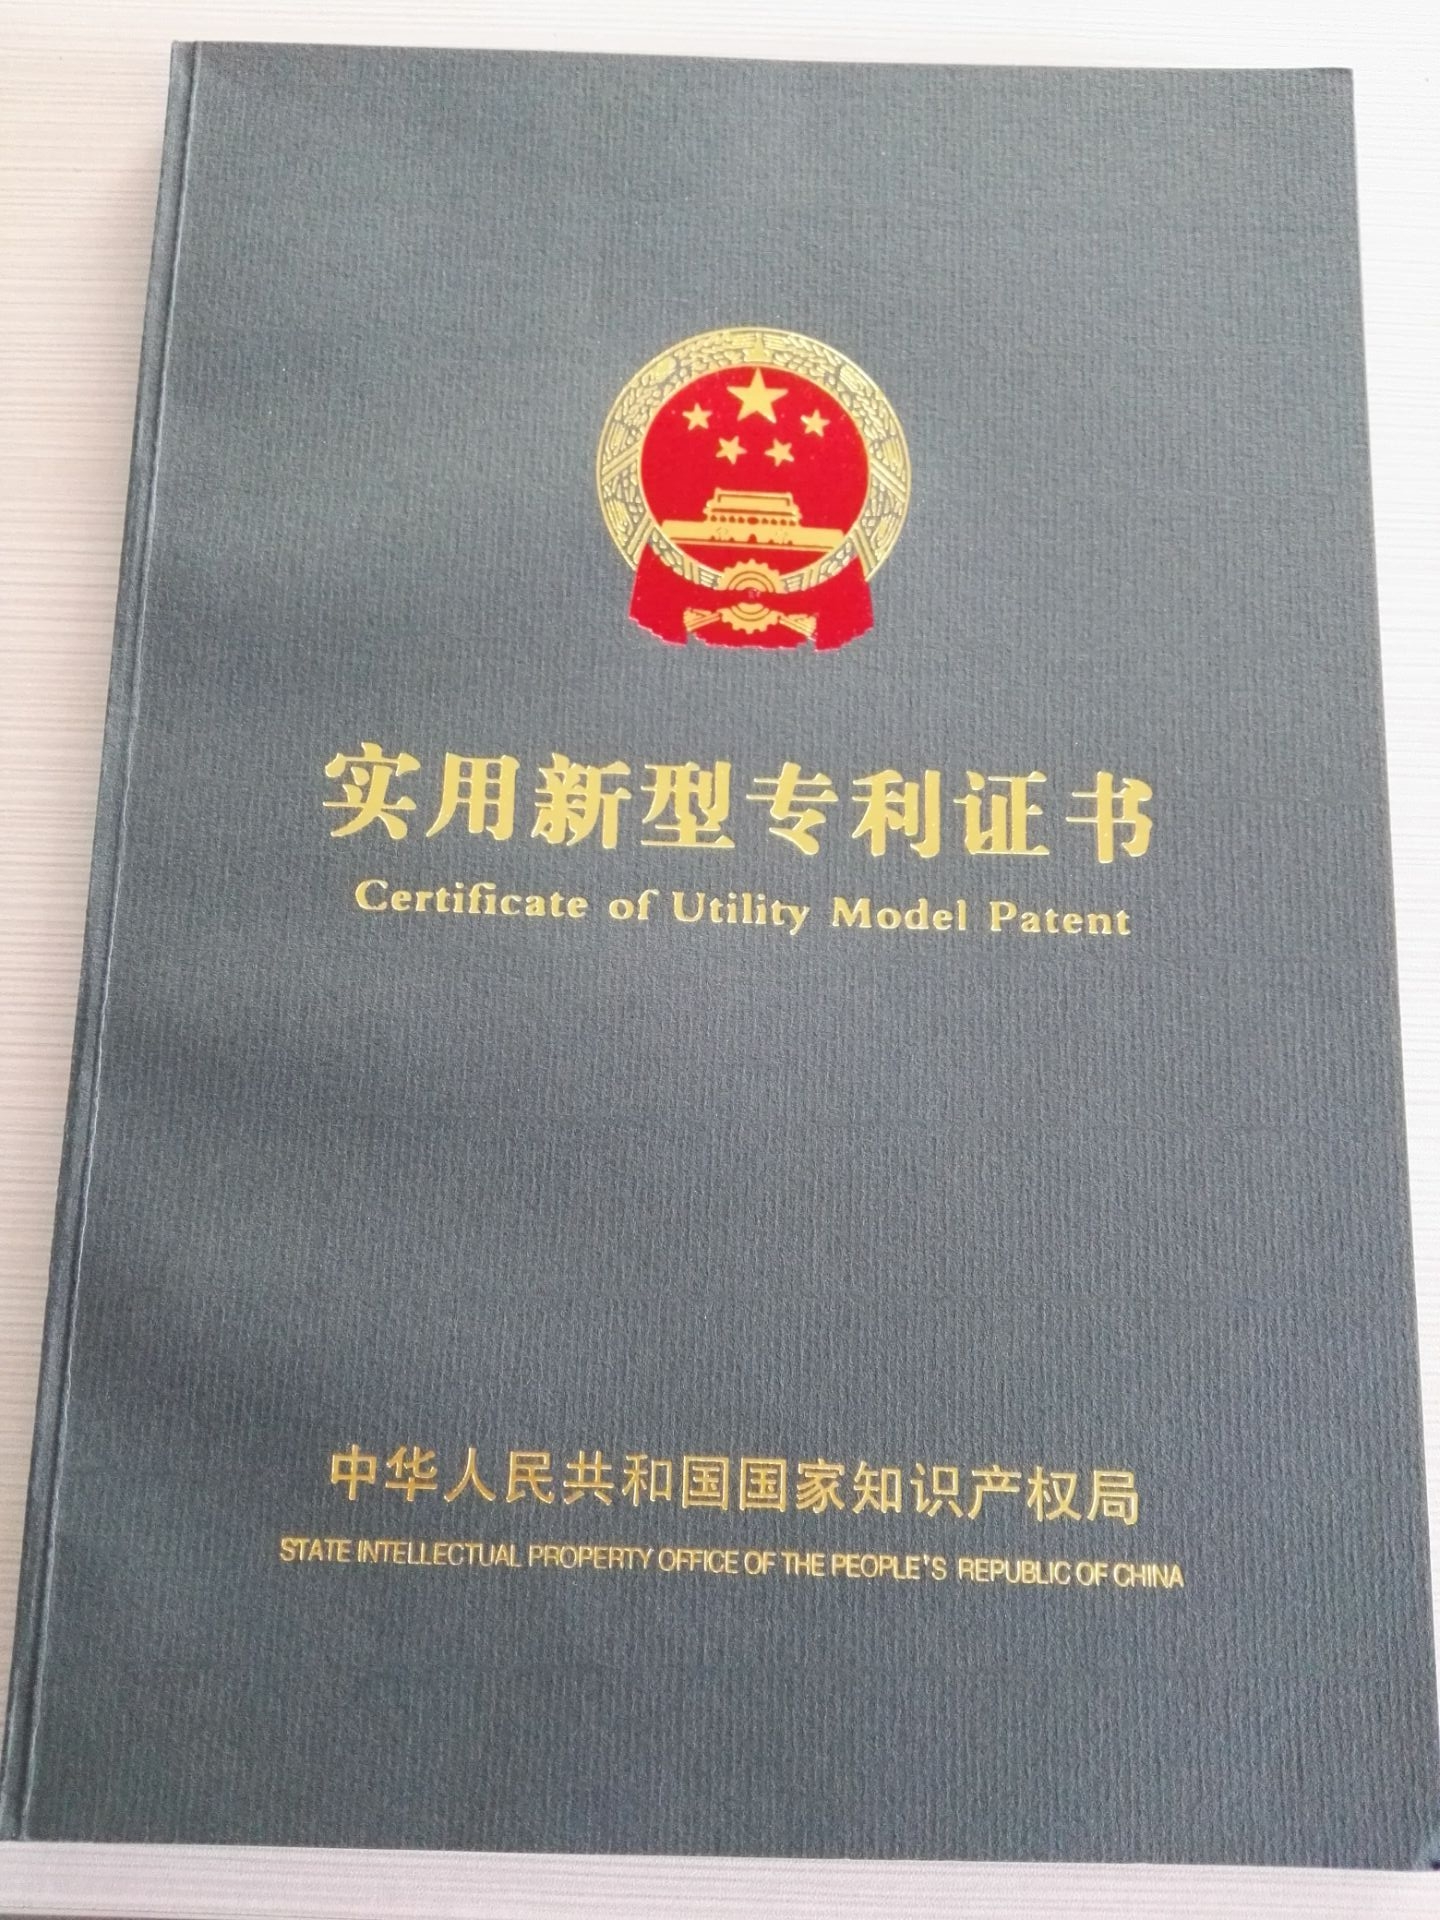 实用新型专利证书
Certificate of Utility Model Patent
中华人民共和国国家知识产权局
STATE INTELLECTUAL PROPERTY OFFICE OF THE PEOPLE'S REPUBLIC OF CHINA